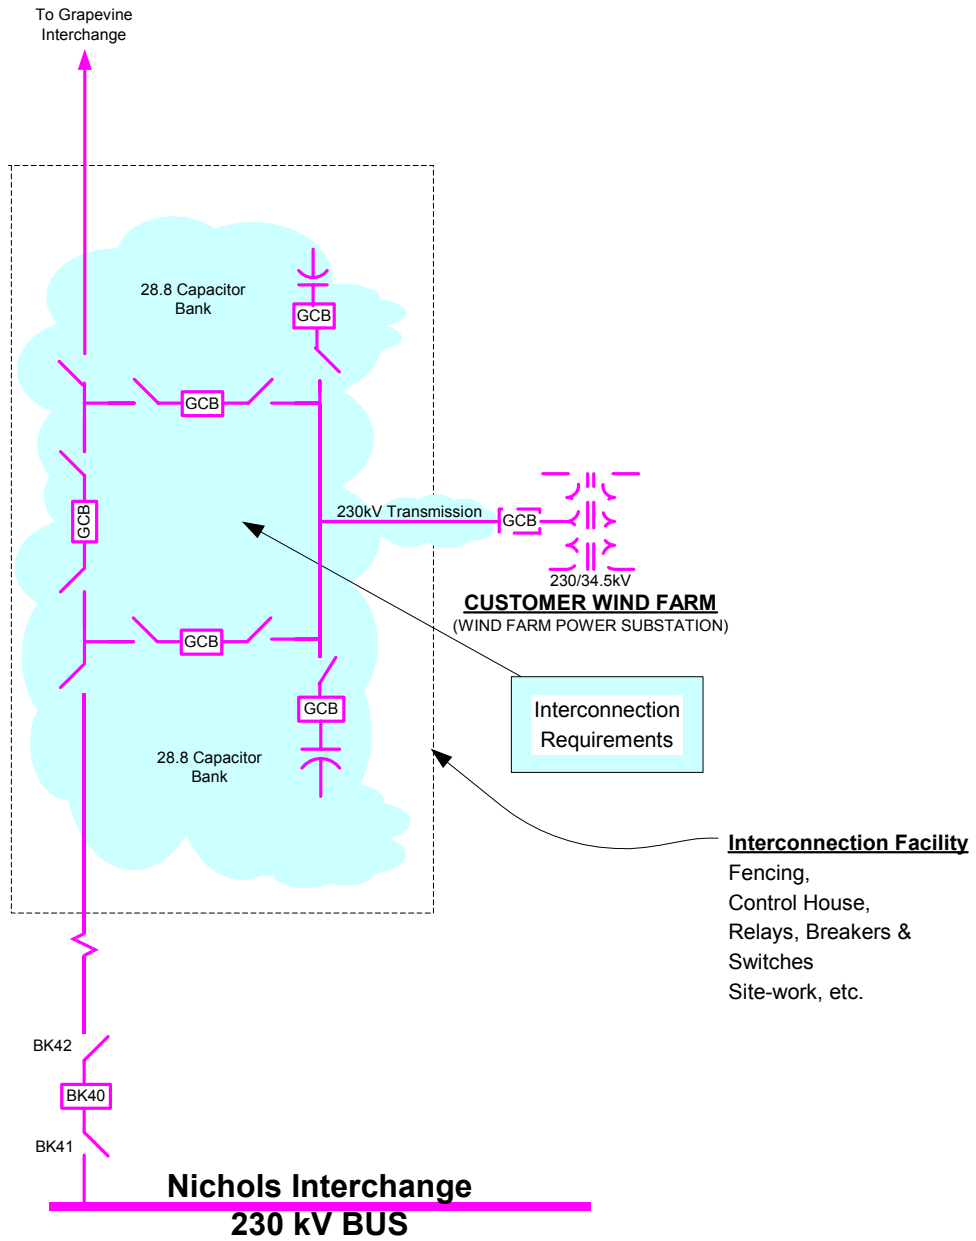 To Grapevine
Interchange
28.8 Capacitor
Bank
GCB
GCB
GCB
230kV Transmission
GCB
230/34.5kV
CUSTOMER WIND FARM
(WIND FARM POWER SUBSTATION)
GCB
GCB
Interconnection
Requirements
28.8 Capacitor
Bank
Interconnection Facility
Fencing,
Control House,
Relays, Breakers &
Switches
Site-work, etc.
BK42
BK40
BK41
Nichols Interchange
230 kV BUS